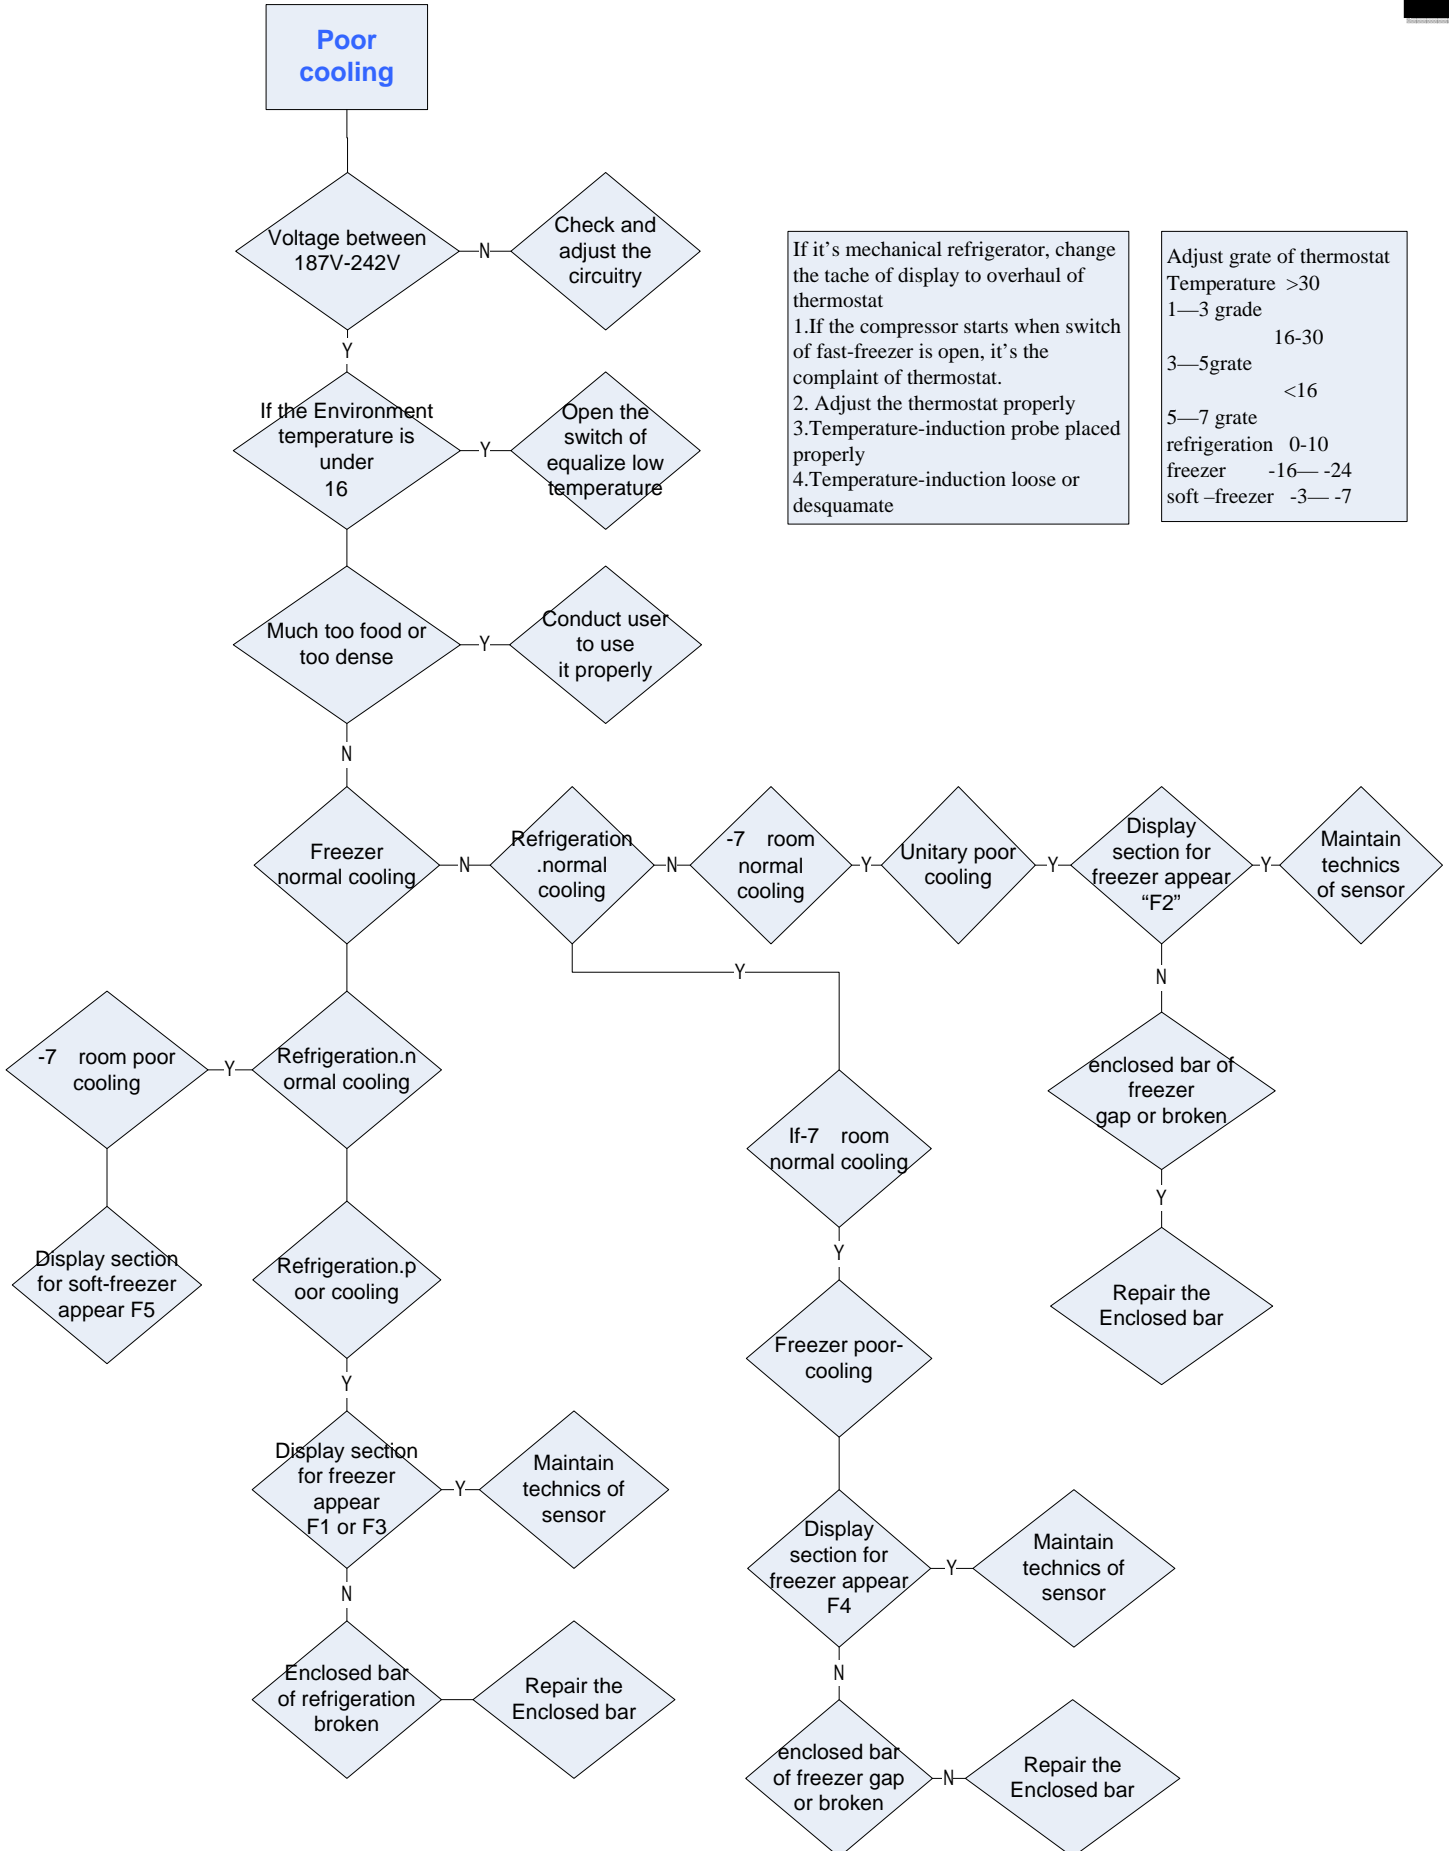 Poor
cooling
Voltage between
187V-242V
N
Check and
adjust the
circuitry
Y
If the Environment
temperature is
under
16
Y
Open the
switch of
equalize low
temperature
If it's mechanical refrigerator, change
the tache of display to overhaul of
thermostat
1.If the compressor starts when switch
of fast-freezer is open, it's the
complaint of thermostat.
2. Adjust the thermostat properly
3.Temperature-induction probe placed
properly
4.Temperature-induction loose or
desquamate
Adjust grate of thermostat
Temperature >30
1—3 grade
16-30
3—5grate
<16
5—7 grate
refrigeration 0-10
freezer -16— -24
soft –freezer -3— -7
Much too food or
too dense
Y
Conduct user
to use
it properly
N
Freezer
normal cooling
N
Refrigeration
.normal
cooling
N
-7 room
normal
cooling
Y
Unitary poor
cooling
Y
Display
section for
freezer appear
“F2”
Y
Maintain
technics
of sensor
Y
N
-7 room poor
cooling
Y
Refrigeration.n
ormal cooling
enclosed bar of
freezer
gap or broken
If-7 room
normal cooling
Y
Y
Display section
for soft-freezer
appear F5
Refrigeration.p
oor cooling
Repair the
Enclosed bar
Freezer poor-
cooling
Y
Display section
for freezer
appear
F1 or F3
Y
Maintain
technics of
sensor
Display
section for
freezer appear
F4
Y
Maintain
technics of
sensor
N
N
Enclosed bar
of refrigeration
broken
Repair the
Enclosed bar
enclosed bar
of freezer gap
or broken
N
Repair the
Enclosed bar